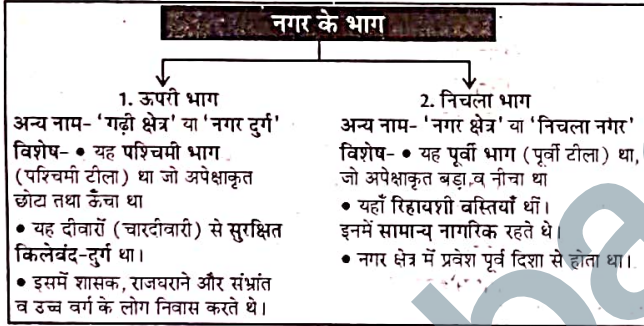 नगर के भाग
1. ऊपरी भाग
अन्य नाम- 'गढ़ी क्षेत्र' या 'नगर दुर्ग'
विशेष- • यह पश्चिमी भाग
(पश्चिमी टीला) था जो अपेक्षाकृत
छोटा तथा ऊँचा था
• यह दीवारों (चारदीवारी) से सुरक्षित
किलेबंद-दुर्ग था।
• इसमें शासक, राजघराने और संभ्रांत
व उच्च वर्ग के लोग निवास करते थे।
2. निचला भाग
अन्य नाम- 'नगर क्षेत्र' या 'निचला नगर'
विशेष- • यह पूर्वी भाग (पूर्वी टीला) था,
जो अपेक्षाकृत बड़ा व नीचा था
• यहाँ रिहायशी बस्तियाँ थीं।
इनमें सामान्य नागरिक रहते थे।
• नगर क्षेत्र में प्रवेश पूर्व दिशा से होता था।